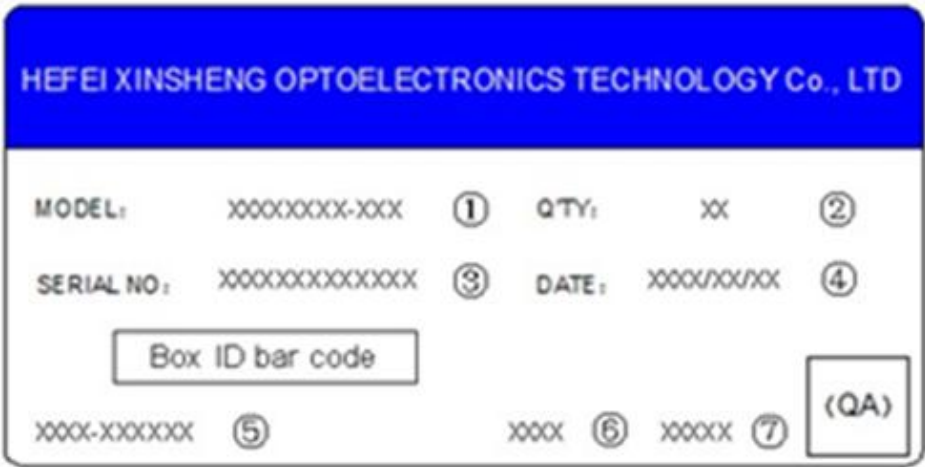 HEFEI XINSHENG OPTOELECTRONICS TECHNOLOGY Co., LTD
MODEL: XXXXXXXX-XXX ① Q'TY: XX ②
SERIAL NO: XXXXXXXXXXXXX ③ DATE: XXXX/XX/XX ④
Box ID bar code
XXXX-XXXXXX ⑤ XXXX ⑥ XXXXX ⑦ (QA)